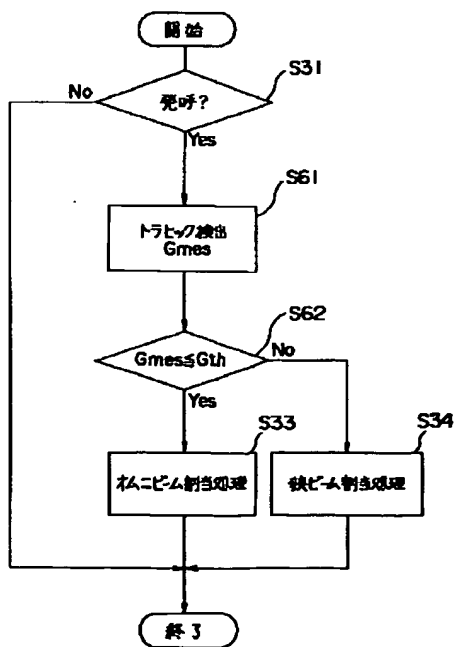 開始
S31
発呼?
No
Yes
S61
トラヒック検出
Gmes
S62
Gmes≦Gth
No
Yes
S33
S34
オムニビーム割当処理
狭ビーム割当処理
終了